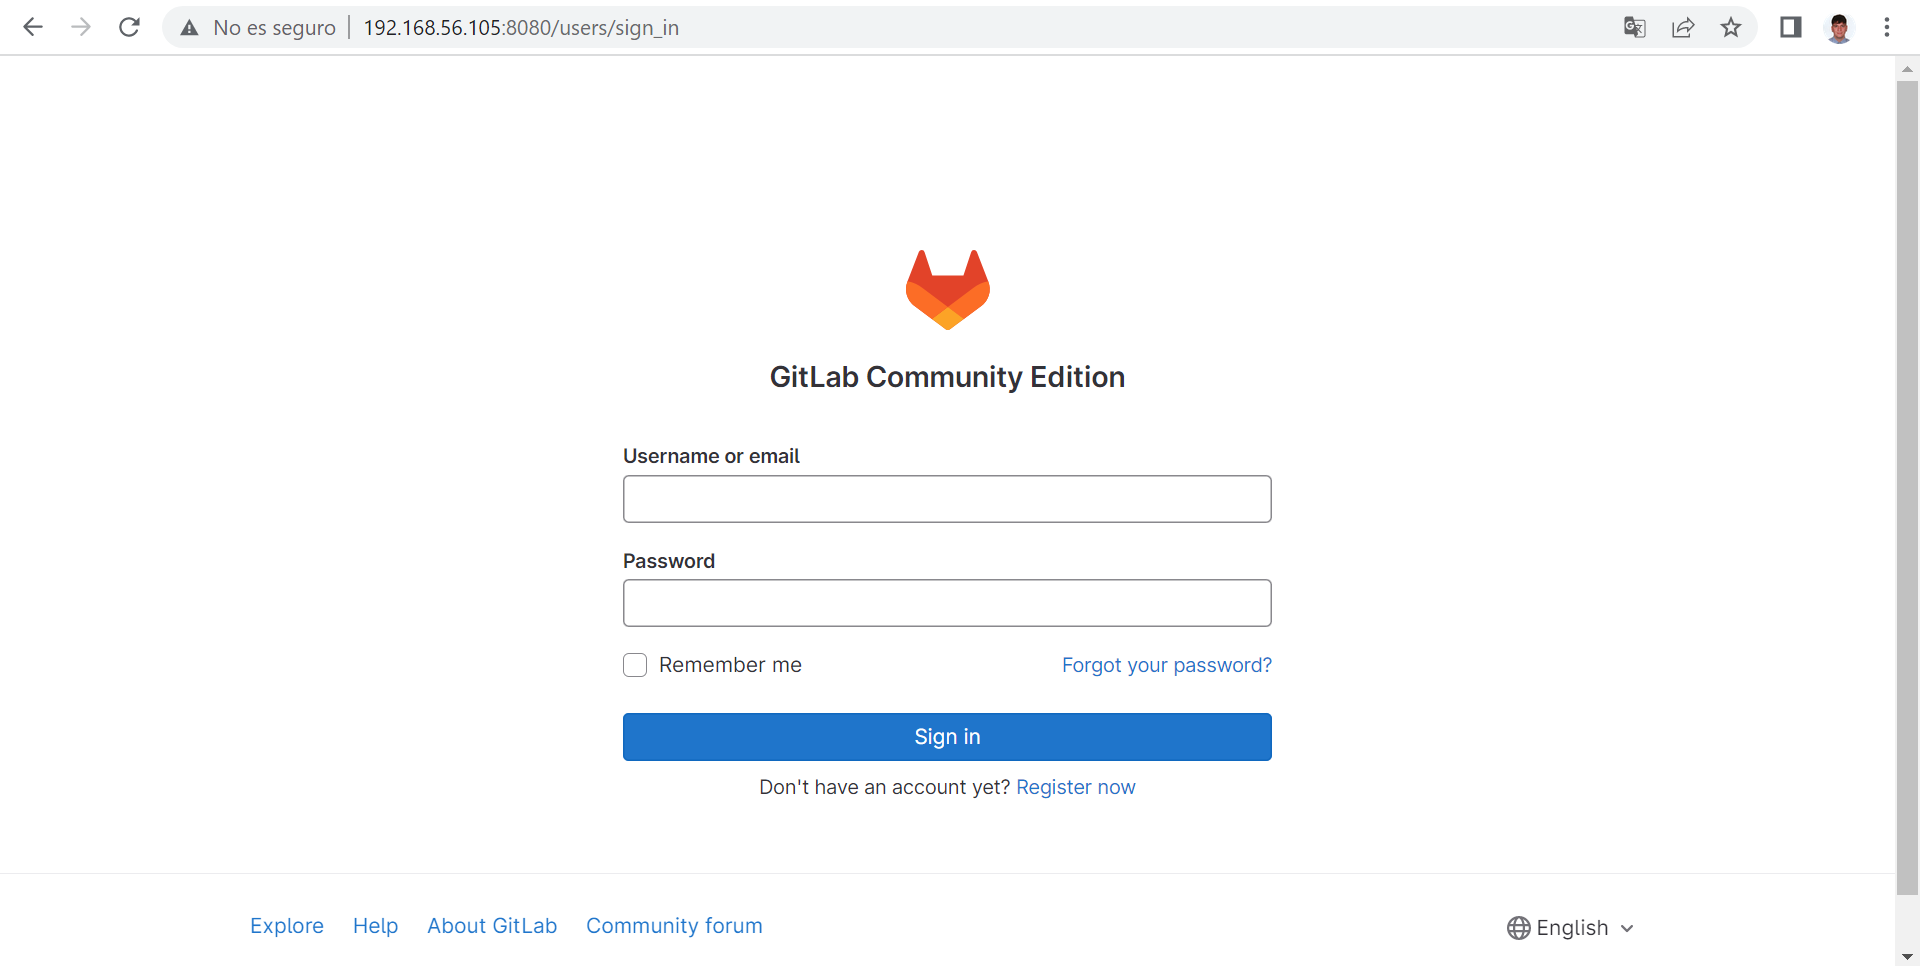 No es seguro 192.168.56.105:8080/users/sign_in
GitLab Community Edition
Username or email
Password
Remember me Forgot your password?
Sign in
Don't have an account yet? Register now
Explore Help About GitLab Community forum English